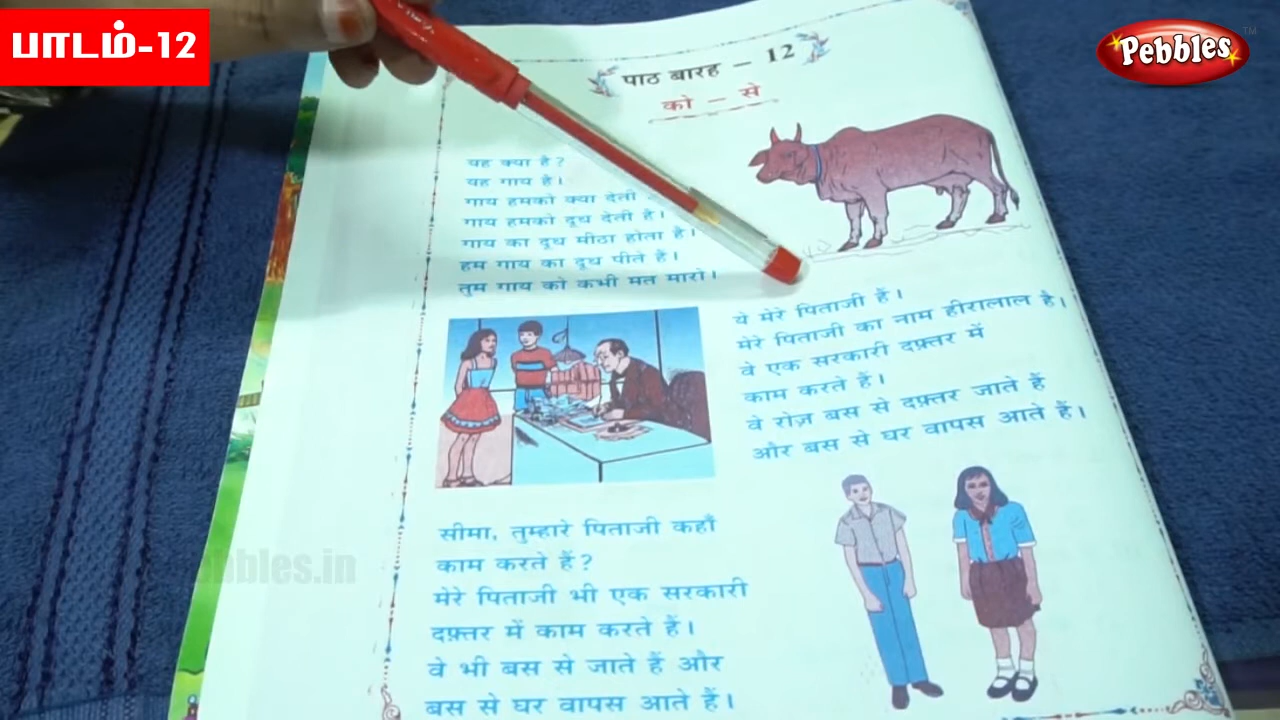 பாடம்-12
Pebbles
TM
पाठ बारह – 12
को – से
यह क्या है?
यह गाय है।
गाय हमको क्या देती
गाय हमको दूध देती है।
गाय का दूध मीठा होता है।
हम गाय का दूध पीते है।
तुम गाय को कभी मत मारो।
ये मेरे पिताजी हैं।
मेरे पिताजी का नाम हीरालाल है।
वे एक सरकारी दफ़्तर में
काम करते हैं।
वे रोज़ बस से दफ़्तर जाते हैं
और बस से घर वापस आते हैं।
सीमा, तुम्हारे पिताजी कहाँ
काम करते हैं?
मेरे पिताजी भी एक सरकारी
दफ़्तर में काम करते हैं।
वे भी बस से जाते हैं और
बस से घर वापस आते हैं।